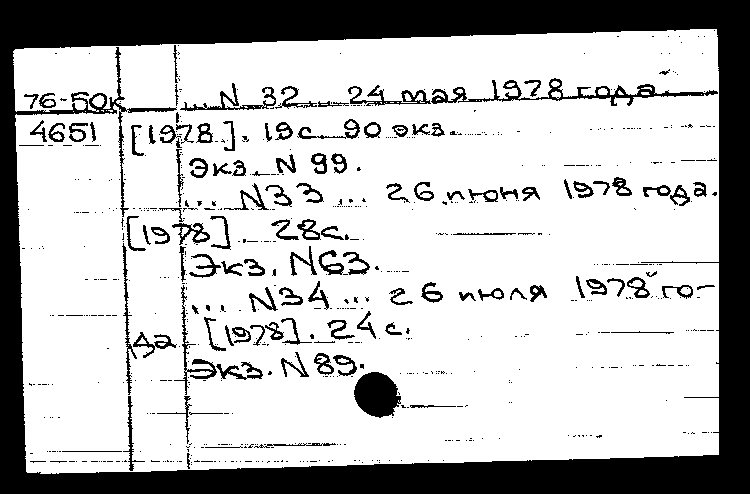 76-50к ... N 32 ... 24 мая 1978 года.
4651 [1978]. 19с. 90 экз.
Экз. N 99.
... N33 ... 26 июня 1978 года.
[1978]. 28с.
Экз. N63.
... N34 ... 26 июля 1978 го-
да [1978]. 24с.
Экз. N89.